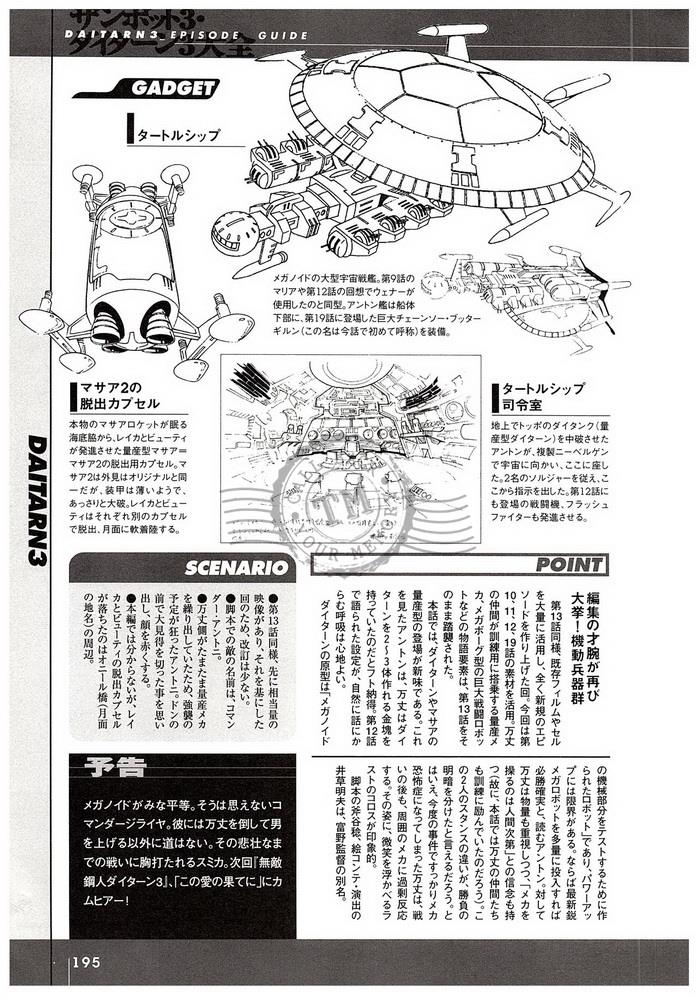 ザンボット3・
ダイターン3大全
DAITARN3_EPISODE GUIDE
GADGET
タートルシップ
メガノイドの大型宇宙戦艦。第9話の
マリアや第12話の回想でウェナーが
使用したのと同型。アントン艦は船体
下部に、第19話に登場した巨大チェーンソー・ブッター
ギルン（この名は今話で初めて呼称）を装備。
マサア2の
脱出カプセル
本物のマサアロケットが眠る
海底脇から、レイカとビューティ
が発進させた量産型マサア＝
マサア2の脱出用カプセル。マ
サア2は外見はオリジナルと同
一だが、装甲は薄いようで、
あっさりと大破。レイカとビュー
ティはそれぞれ別のカプセル
で脱出、月面に軟着陸する。
タートルシップ
司令室
地上でトッポのダイタンク（量
産型ダイターン）を中破させた
アントンが、複製ニーベルゲン
で宇宙に向かい、ここに座し
た。2名のソルジャーを従え、こ
こから指示を出した。第12話に
も登場の戦闘機、フラッシュ
ファイターも発進させる。
DAITARN3
TM
SCENARIO
●第13話同様、先に相当量の
映像があり、それを基にした
回のため、改訂は少ない。
●脚本での敵の名前は、コマン
ダー・アントニ。
●万丈側がたまたま量産メカ
を繰り出していたため、強襲の
予定が狂ったアントニ。ドンの
前で大見得を切った事を思い
出し、顔を赤くする。
●本編では分からないが、レイ
カとビューティの脱出カプセル
が落ちたのはオニール橋（月面
の地名）の周辺。
POINT
編集の才腕が再び
大挙！機動兵器群
第13話同様、既存フィルムやセル
を大量に活用し、全く新規のエピ
ソードを作り上げた回。今回は第
10・11・12・19話の素材を活用。万丈
の仲間が訓練用に搭乗する量産メ
カ、メガボーグ型の巨大戦闘ロボッ
トなどの物語要素は、第13話をそ
のまま踏襲された。
本話では、ダイターンやマサアの
量産型の登場が新味である。これ
を見たアントンは、万丈はダイ
ターンを2〜3体作れる金塊を
持っていたのだとフト納得。第12話
で語られた設定が、自然に話にか
らむ呼吸は心地よい。
ダイターンの原型は「メガノイド
の機械部分をテストするために作
られたロボット」であり、パワーアッ
プには限界がある。ならば最新鋭
メガロボットを多量に投入すれば
必勝確実と、読むアントン。対して
万丈は物量も重視しつつ、「メカを
操るのは人間次第」との信念も持
つ（故に、本話では万丈の仲間たち
も訓練に励んでいたのだろう）。こ
の2人のスタンスの違いが、勝負の
明暗を分けたと言えるだろう。と
はいえ、今度の事件ですっかりメカ
恐怖症になってしまった万丈は、戦
いの後も、周囲のメカに過剰反応
する。その姿に、微笑を浮かべるラ
ストのコロスが印象的。
脚本の斧谷稔、絵コンテ・演出の
井草明夫は、富野監督の別名。
予告
メガノイドがみな平等。そうは思えないコ
マンダージライヤ。彼には万丈を倒して男
を上げる以外に道はない。その悲壮なま
での戦いに胸打たれるスミカ。次回『無敵
鋼人ダイターン3』、「この愛の果てに」にカ
ムヒアー！
195